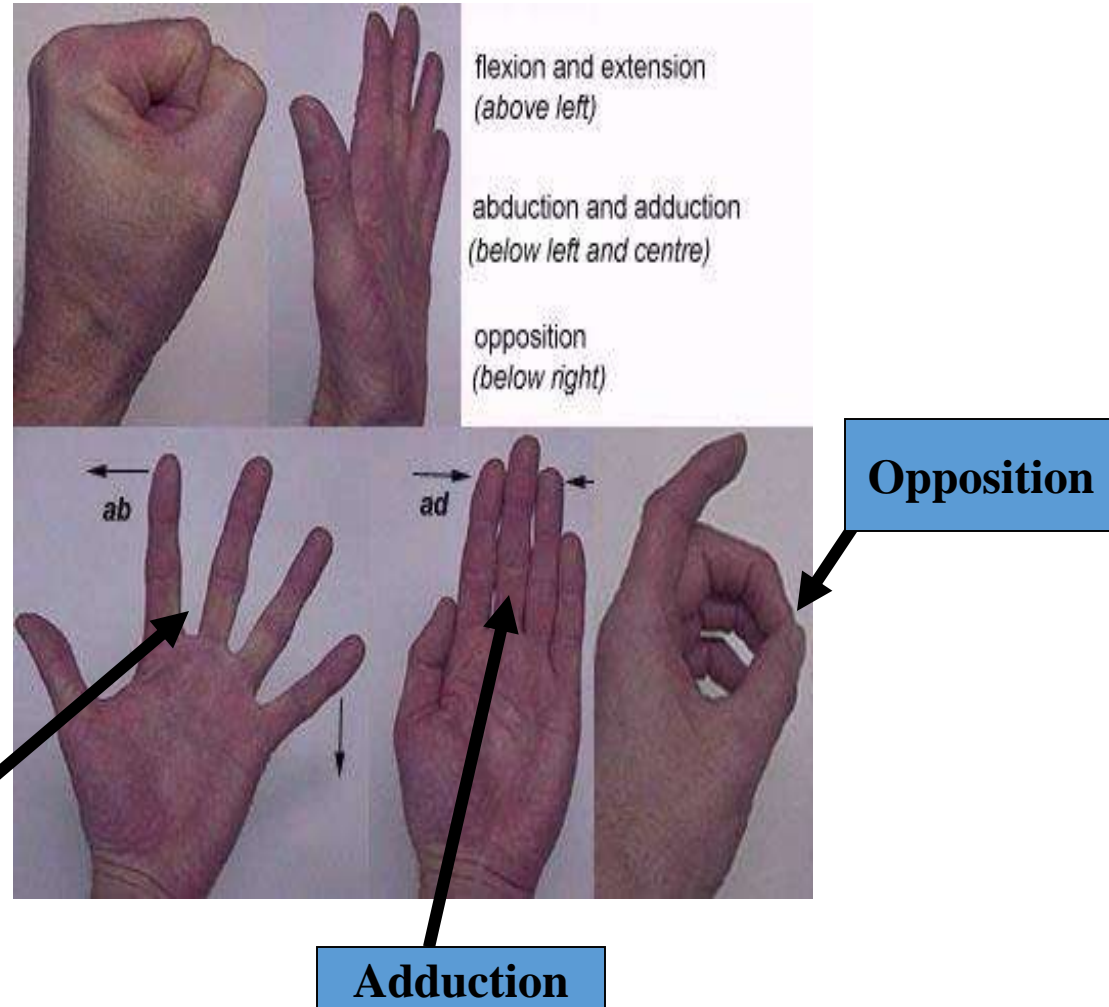 flexion and extension
(above left)
abduction and adduction
(below left and centre)
opposition
(below right)
Opposition
ab
ad
Adduction